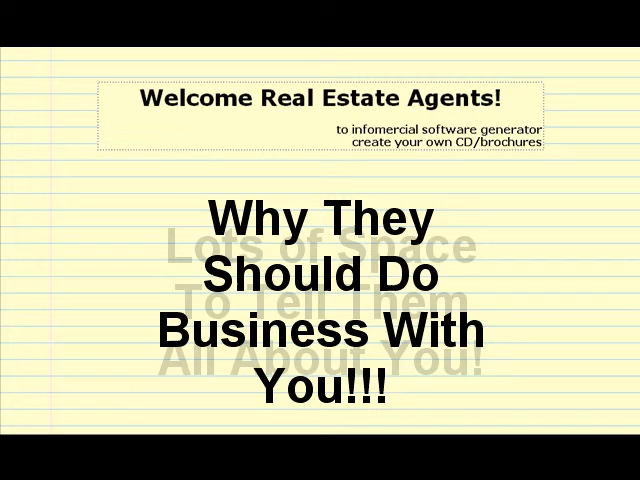 Welcome Real Estate Agents!
to infomercial software generator
create your own CD/brochures
Why They
Should Do
Business With
You!!!
Lots of Space
To Tell Them
All About You!